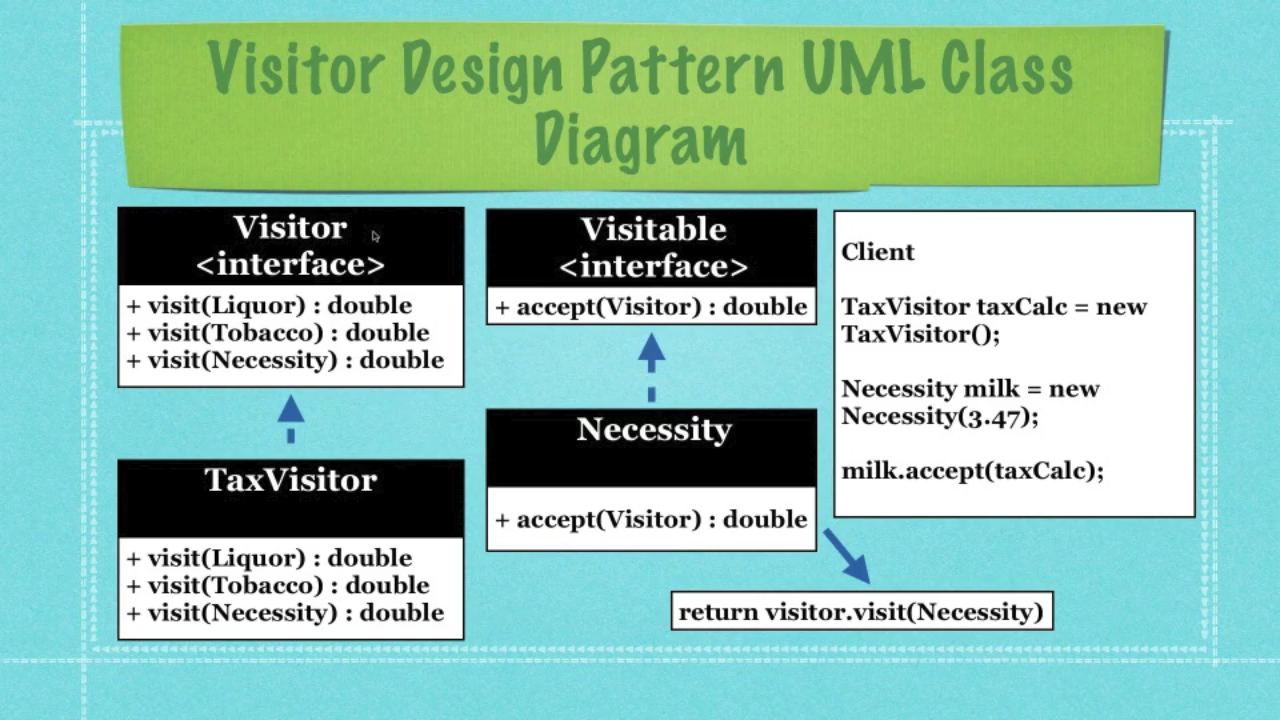 Visitor Design Pattern UML Class
Diagram
Visitor
<interface>
+ visit(Liquor) : double
+ visit(Tobacco) : double
+ visit(Necessity) : double
TaxVisitor
+ visit(Liquor) : double
+ visit(Tobacco) : double
+ visit(Necessity) : double
Visitable
<interface>
+ accept(Visitor) : double
Necessity
+ accept(Visitor) : double
return visitor.visit(Necessity)
Client
TaxVisitor taxCalc = new
TaxVisitor();
Necessity milk = new
Necessity(3.47);
milk.accept(taxCalc);